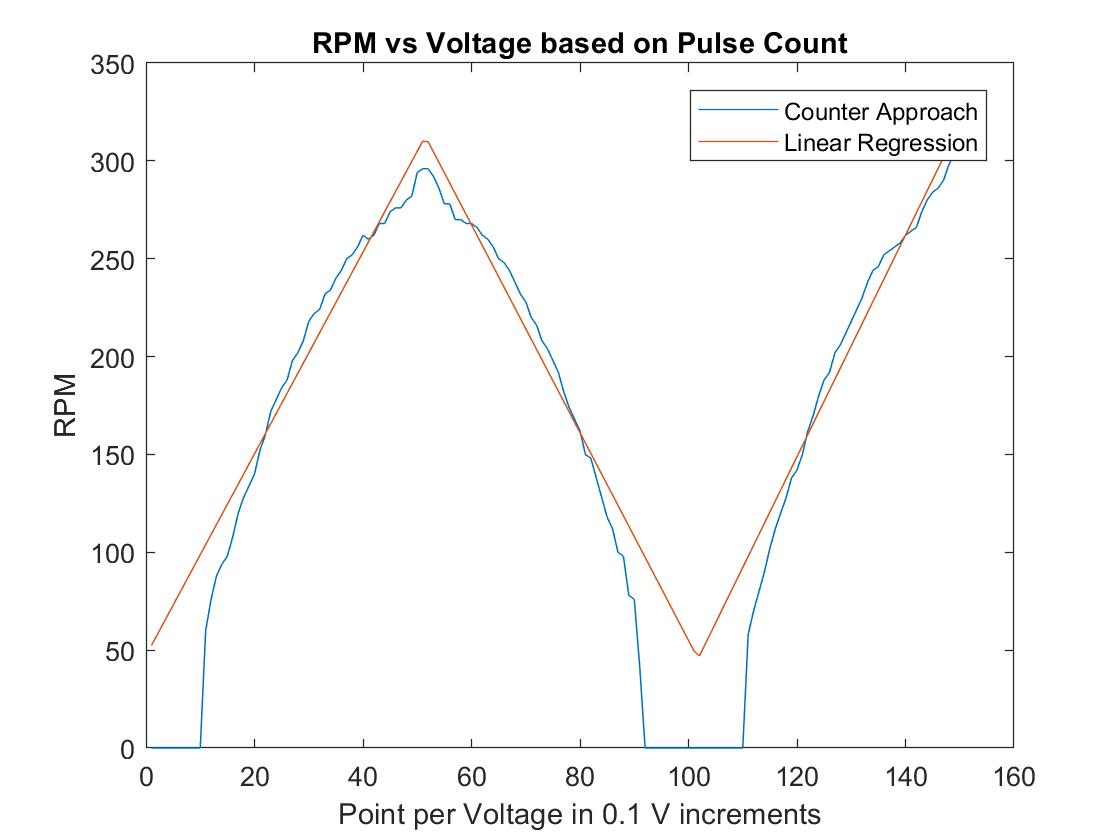 RPM vs Voltage based on Pulse Count
350
300
250
200
150
100
50
0
RPM
Counter Approach
Linear Regression
0 20 40 60 80 100 120 140 160
Point per Voltage in 0.1 V increments